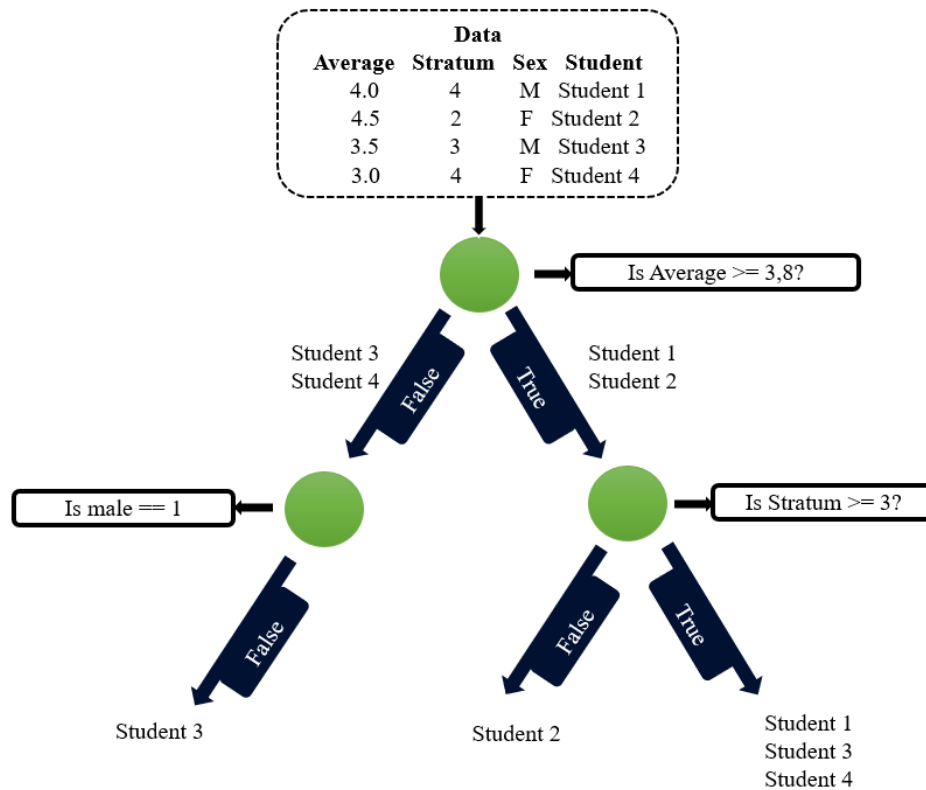 Data
Average Stratum Sex Student
4.0 4 M Student 1
4.5 2 F Student 2
3.5 3 M Student 3
3.0 4 F Student 4
Is Average >= 3,8?
Student 3
Student 4
False
True
Student 1
Student 2
Is male == 1
Is Stratum >= 3?
False
False
True
Student 3
Student 2
Student 1
Student 3
Student 4